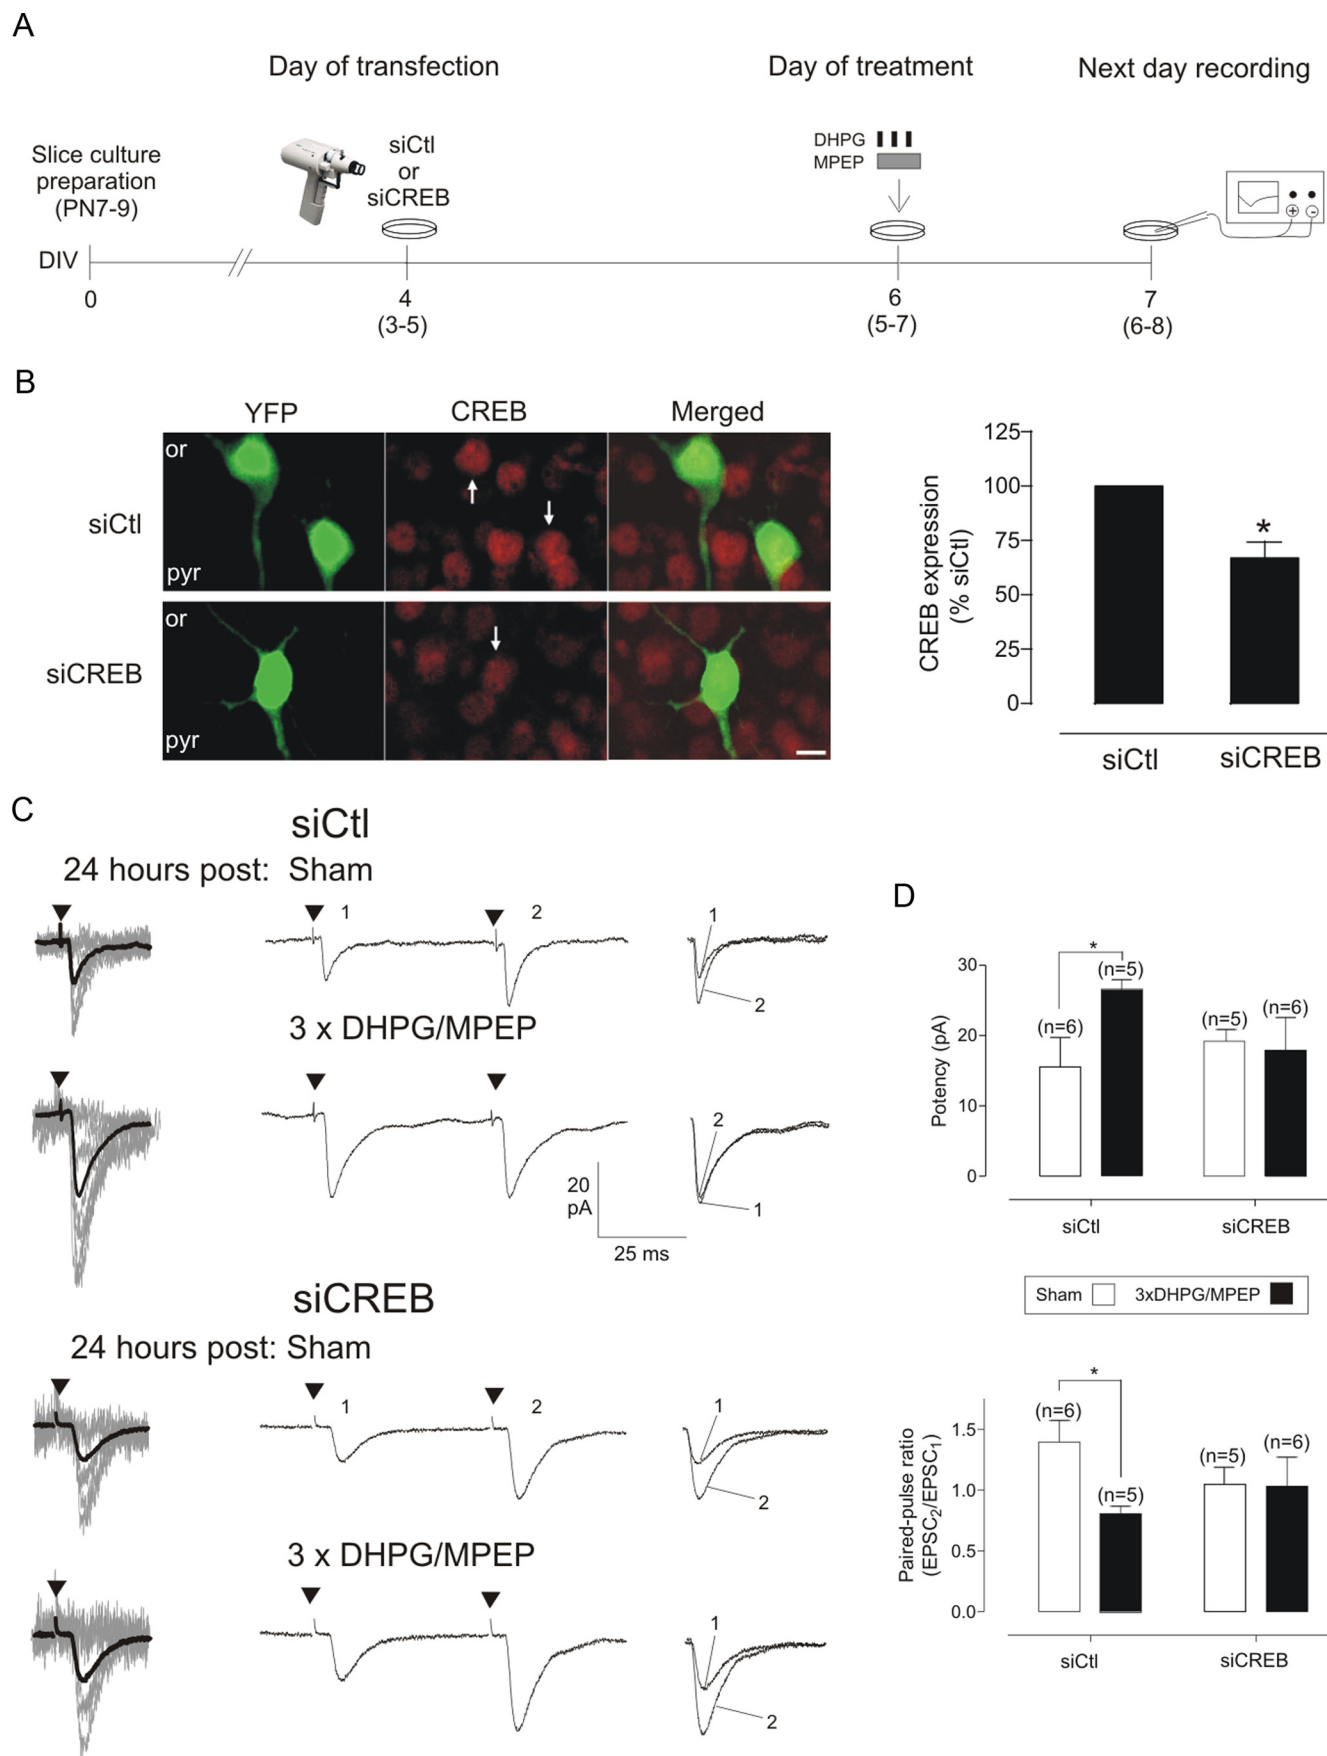 A
Day of transfection
Day of treatment
Next day recording
Slice culture
preparation
(PN7-9)
siCtl
or
siCREB
DHPG
MPEP
+ -
DIV
0
4
6
7
(3-5)
(5-7)
(6-8)
B
YFP
CREB
Merged
siCtl
or
pyr
siCREB
or
pyr
CREB expression
(% siCtl)
125
100
75
50
25
0
*
siCtl
siCREB
C
siCtl
24 hours post: Sham
1
2
1
2
3 x DHPG/MPEP
2
1
20
pA
25 ms
siCREB
24 hours post: Sham
1
2
1
2
3 x DHPG/MPEP
1
2
D
Potency (pA)
30
20
10
0
*
(n=6)
(n=5)
(n=5)
(n=6)
siCtl
siCREB
Sham
3xDHPG/MPEP
Paired-pulse ratio
(EPSC2/EPSC1)
1.5
1.0
0.5
0.0
*
(n=6)
(n=5)
(n=5)
(n=6)
siCtl
siCREB